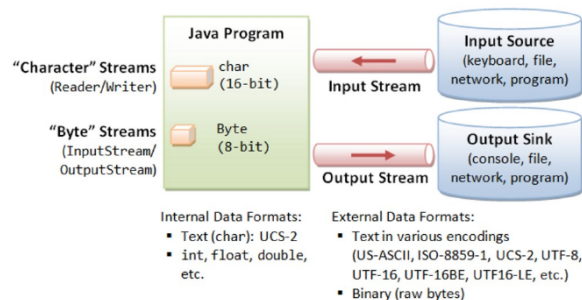 Java Program
"Character" Streams
(Reader/Writer)
char
(16-bit)
"Byte" Streams
(InputStream/
OutputStream)
Byte
(8-bit)
Input Stream
Input Source
(keyboard, file,
network, program)
Output Stream
Output Sink
(console, file,
network, program)
Internal Data Formats:
▪ Text (char): UCS-2
▪ int, float, double,
etc.
External Data Formats:
▪ Text in various encodings
(US-ASCII, ISO-8859-1, UCS-2, UTF-8,
UTF-16, UTF-16BE, UTF16-LE, etc.)
▪ Binary (raw bytes)